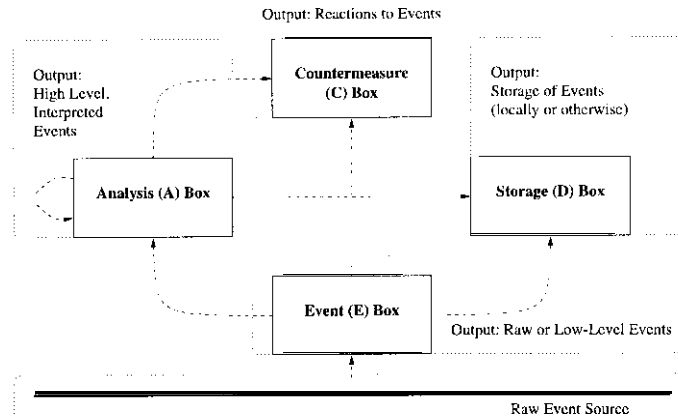 Output: Reactions to Events
Output:
High Level,
Interpreted
Events
Countermeasure
(C) Box
Output:
Storage of Events
(locally or otherwise)
Analysis (A) Box
Storage (D) Box
Event (E) Box
Output: Raw or Low-Level Events
Raw Event Source